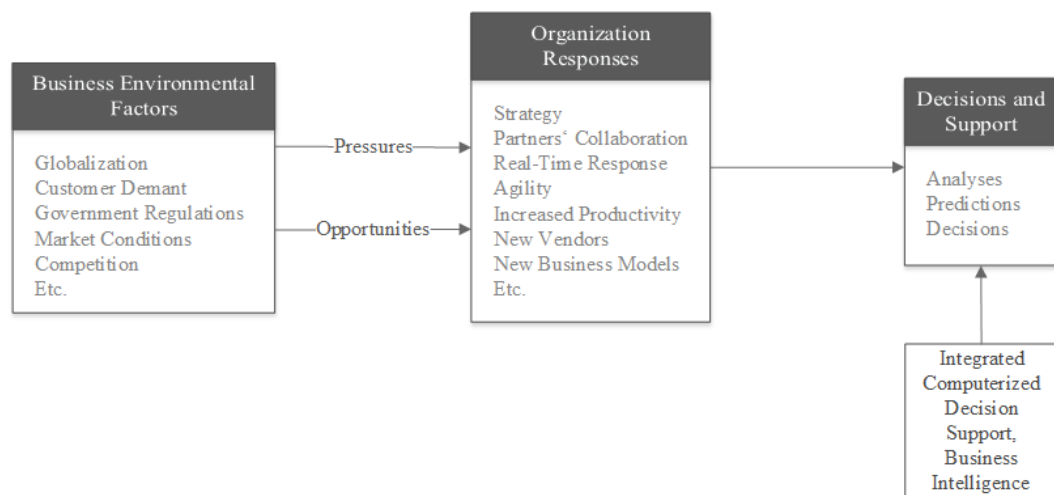 Business Environmental
Factors
Globalization
Customer Demant
Government Regulations
Market Conditions
Competition
Etc.
Pressures
Opportunities
Organization
Responses
Strategy
Partners‘ Collaboration
Real-Time Response
Agility
Increased Productivity
New Vendors
New Business Models
Etc.
Decisions and
Support
Analyses
Predictions
Decisions
Integrated
Computerized
Decision
Support,
Business
Intelligence